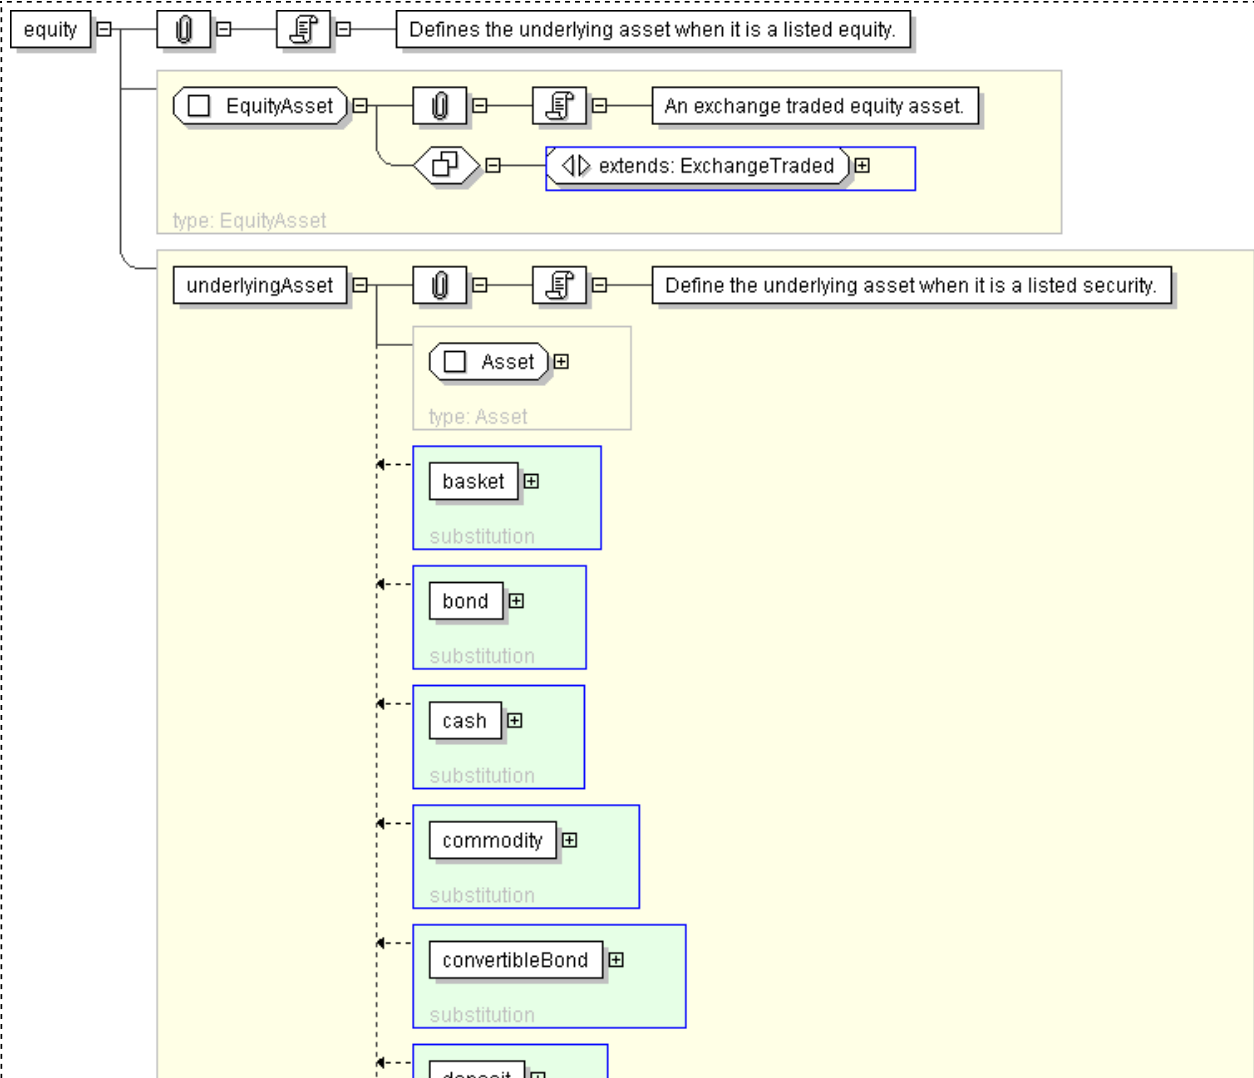 equity
Defines the underlying asset when it is a listed equity.
EquityAsset
An exchange traded equity asset.
extends: ExchangeTraded
type: EquityAsset
underlyingAsset
Define the underlying asset when it is a listed security.
Asset
type: Asset
basket
substitution
bond
substitution
cash
substitution
commodity
substitution
convertibleBond
substitution
deposit